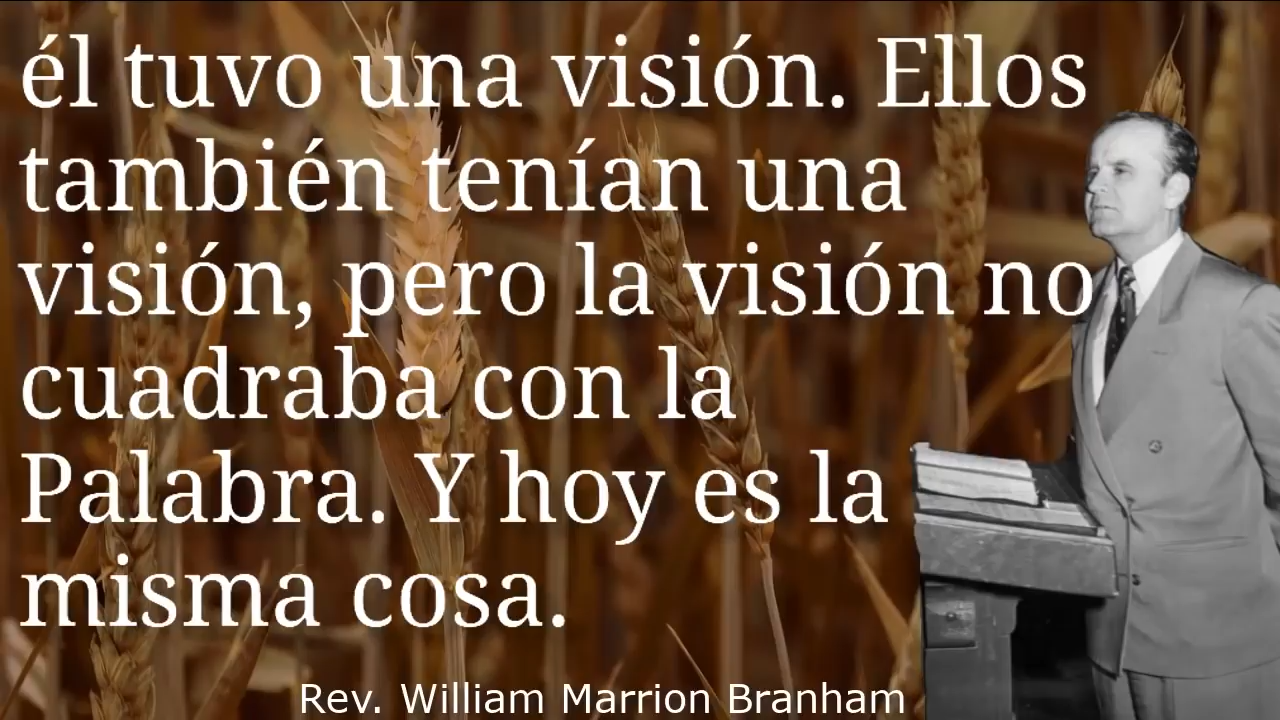 él tuvo una visión. Ellos
también tenían una
visión, pero la visión no
cuadraba con la
Palabra. Y hoy es la
misma cosa.
Rev. William Marrion Branham